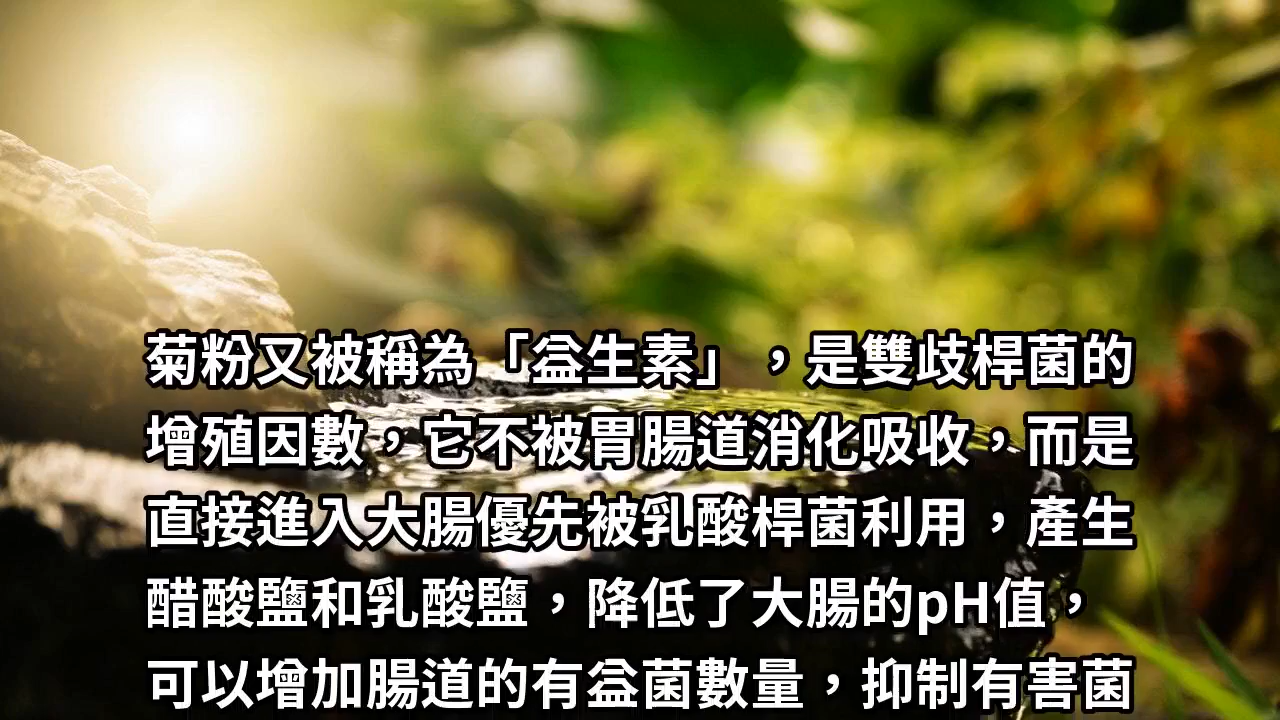 菊粉又被稱為「益生素」，是雙歧桿菌的
增殖因數，它不被胃腸道消化吸收，而是
直接進入大腸優先被乳酸桿菌利用，產生
醋酸鹽和乳酸鹽，降低了大腸的pH值，
可以增加腸道的有益菌數量，抑制有害菌